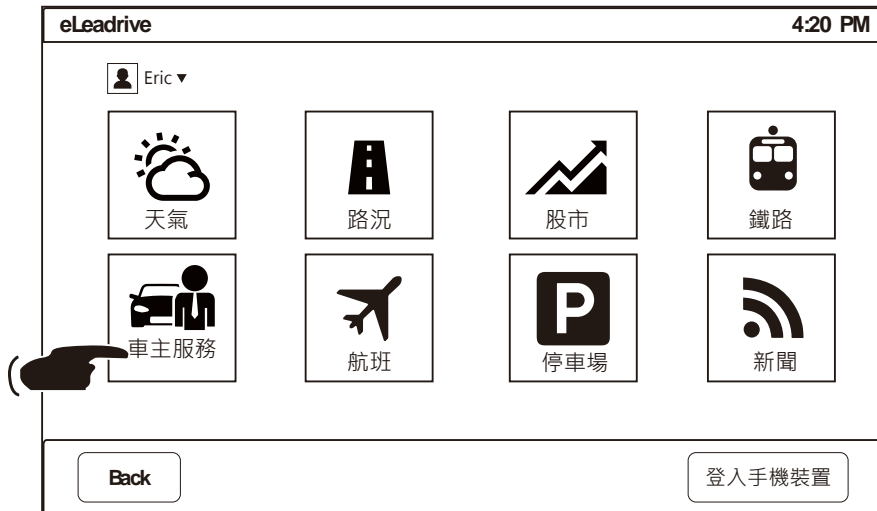 eLeadrive 4:20 PM
Eric ▾
天氣 路況 股市 鐵路
P
車主服務 航班 停車場 新聞
Back 登入手機裝置